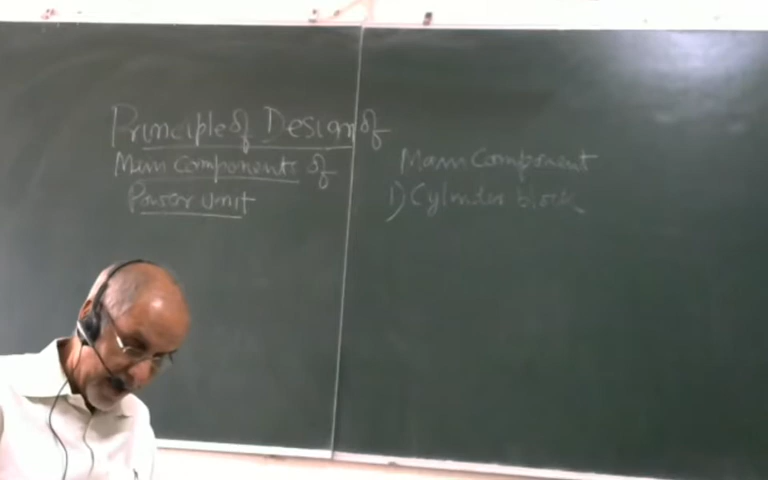 Principle of Design of
Main Components of
Power unit
Main Component
1) Cylinder block